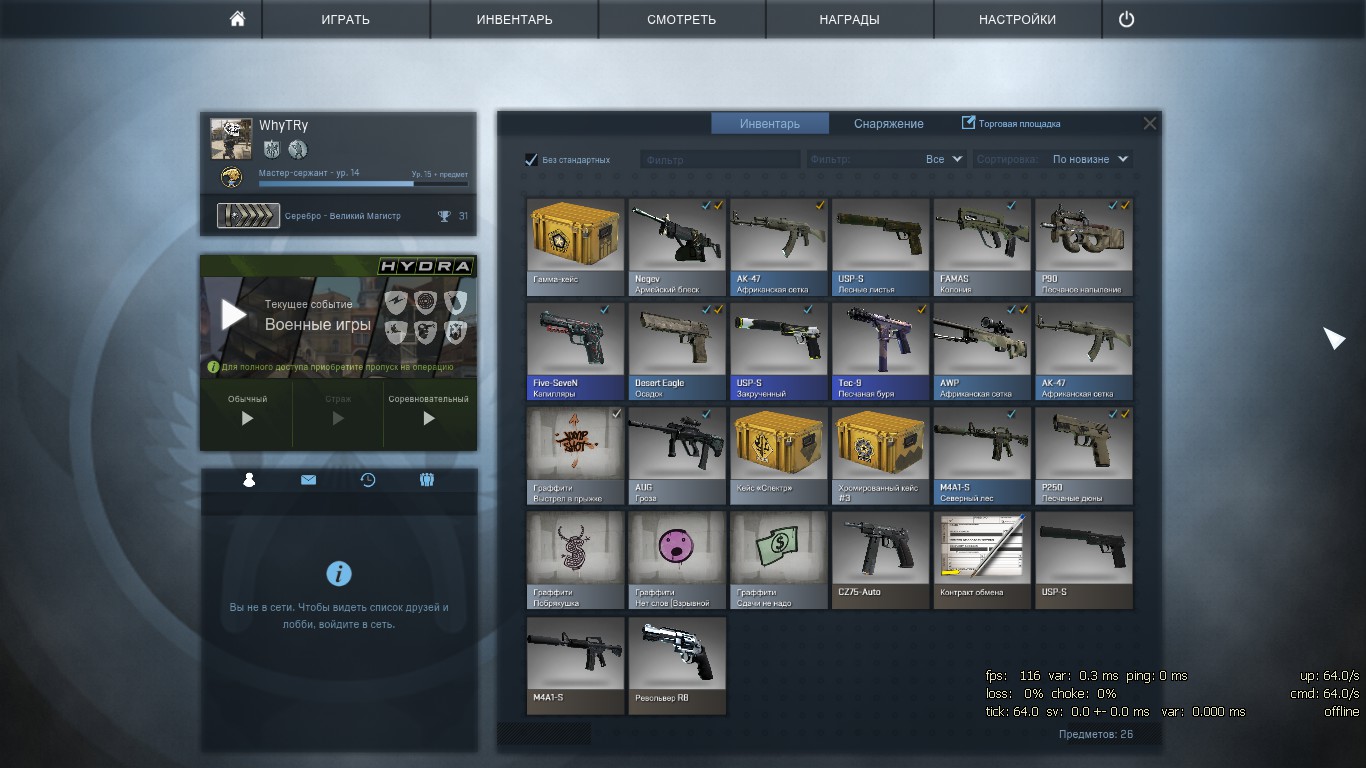 ИГРАТЬ
ИНВЕНТАРЬ
СМОТРЕТЬ
НАГРАДЫ
НАСТРОЙКИ
WhyTRy
Мастер-сержант - ур. 14
Ур. 15 + предмет
Серебро - Великий Магистр
31
HYDRA
Текущее событие
Военные игры
Для полного доступа приобретите пропуск на операцию
Обычный
Страж
Соревновательный
Вы не в сети. Чтобы видеть список друзей и
лобби, войдите в сеть.
Инвентарь
Снаряжение
Торговая площадка
Без стандартных
Фильтр
Фильтр:
Все
Сортировка:
По новизне
Гамма-кейс
Negev
Армейский блеск
AK-47
Африканская сетка
USP-S
Лесные листья
FAMAS
Колония
P90
Песчаное напыление
Five-SeveN
Капилляры
Desert Eagle
Осадок
USP-S
Закрученный
Tec-9
Песчаная буря
AWP
Африканская сетка
AK-47
Африканская сетка
JUMP
SHOT
Граффити
Выстрел в прыжке
AUG
Гроза
Кейс «Спектр»
Хромированный кейс
#3
M4A1-S
Северный лес
P250
Песчаные дюны
Граффити
Побрякушка
Граффити
Нет слов (Взрывной
Граффити
Сдачи не надо
CZ75-Auto
Контракт обмена
USP-S
M4A1-S
Револьвер R8
Предметов: 26
fps: 116 var: 0.3 ms ping: 0 ms
up: 64.0/s
loss: 0% choke: 0%
cmd: 64.0/s
tick: 64.0 sv: 0.0 +- 0.0 ms var: 0.000 ms
offline